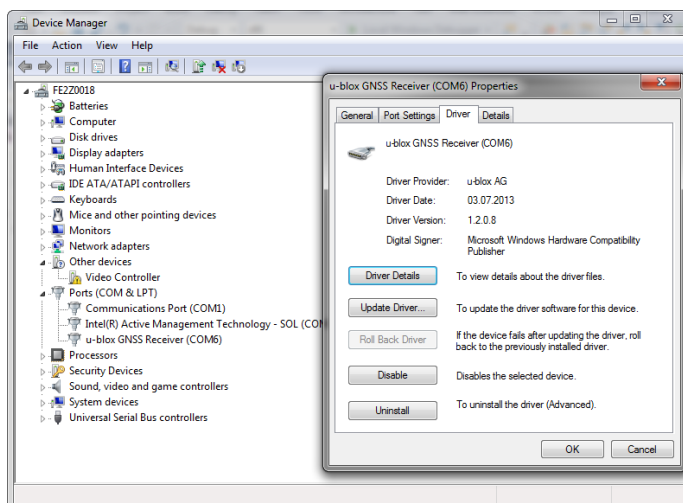 Device Manager
File Action View Help
FE2Z0018
Batteries
Computer
Disk drives
Display adapters
Human Interface Devices
IDE ATA/ATAPI controllers
Keyboards
Mice and other pointing devices
Monitors
Network adapters
Other devices
Video Controller
Ports (COM & LPT)
Communications Port (COM1)
Intel(R) Active Management Technology - SOL (COM
u-blox GNSS Receiver (COM6)
Processors
Security Devices
Sound, video and game controllers
System devices
Universal Serial Bus controllers
u-blox GNSS Receiver (COM6) Properties
General Port Settings Driver Details
u-blox GNSS Receiver (COM6)
Driver Provider: u-blox AG
Driver Date: 03.07.2013
Driver Version: 1.2.0.8
Digital Signer: Microsoft Windows Hardware Compatibility
Publisher
Driver Details To view details about the driver files.
Update Driver... To update the driver software for this device.
Roll Back Driver If the device fails after updating the driver, roll
back to the previously installed driver.
Disable Disables the selected device.
Uninstall To uninstall the driver (Advanced).
OK Cancel